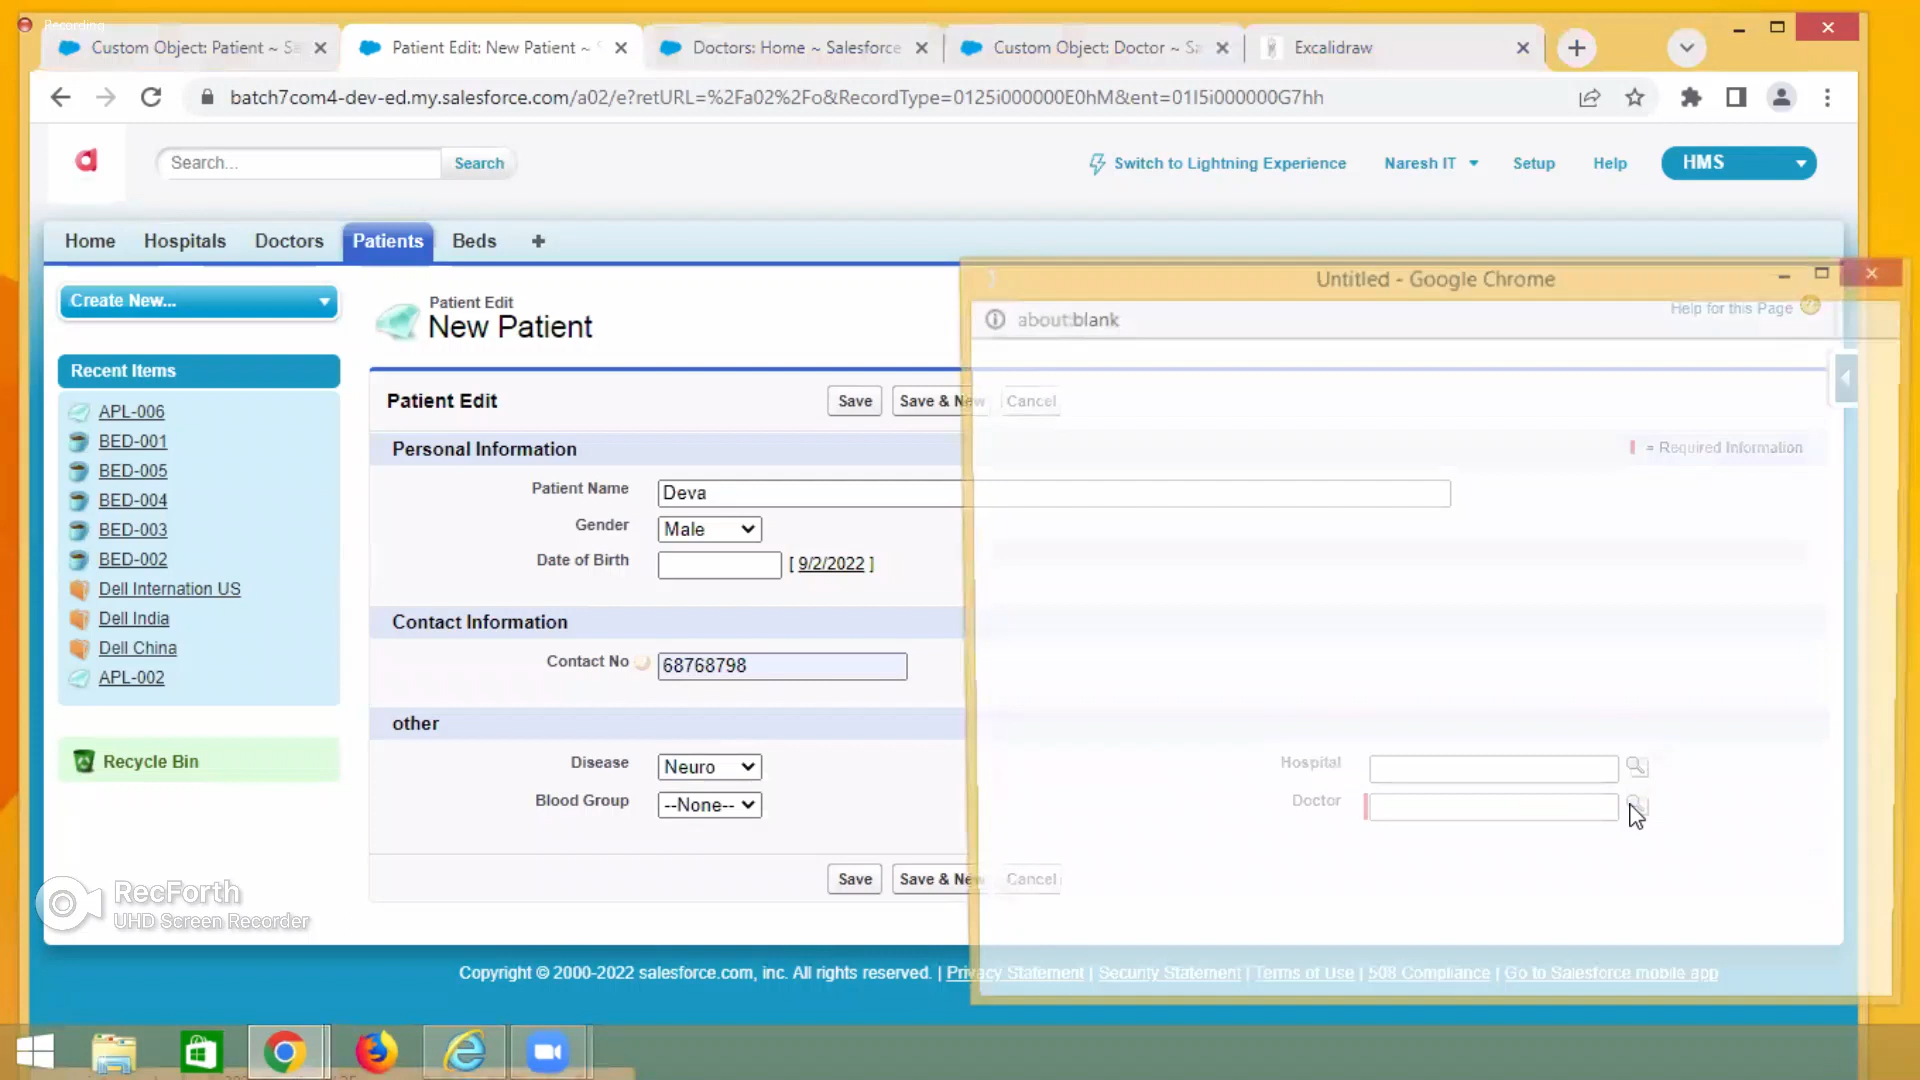 Recording
Custom Object: Patient ~ Sa
Patient Edit: New Patient ~ S
Doctors: Home ~ Salesforce
Custom Object: Doctor ~ Sa
Excalidraw
batch7com4-dev-ed.my.salesforce.com/a02/e?retURL=%2Fa02%2Fo&RecordType=0125i000000E0hM&ent=01I5i000000G7hh
Search...
Search
Switch to Lightning Experience
Naresh IT
Setup
Help
HMS
Home
Hospitals
Doctors
Patients
Beds
Untitled - Google Chrome
about:blank
Help for this Page
Create New...
Recent Items
APL-006
BED-001
BED-005
BED-004
BED-003
BED-002
Dell Internation US
Dell India
Dell China
APL-002
Recycle Bin
Patient Edit
New Patient
Patient Edit
Save
Save & New
Cancel
Personal Information
= Required Information
Patient Name
Deva
Gender
Male
Date of Birth
[ 9/2/2022 ]
Contact Information
Contact No
68768798
other
Disease
Neuro
Hospital
Blood Group
--None--
Doctor
Save
Save & New
Cancel
RecForth
UHD Screen Recorder
Copyright © 2000-2022 salesforce.com, inc. All rights reserved. | Privacy Statement | Security Statement | Terms of Use | 508 Compliance | Go to Salesforce mobile app